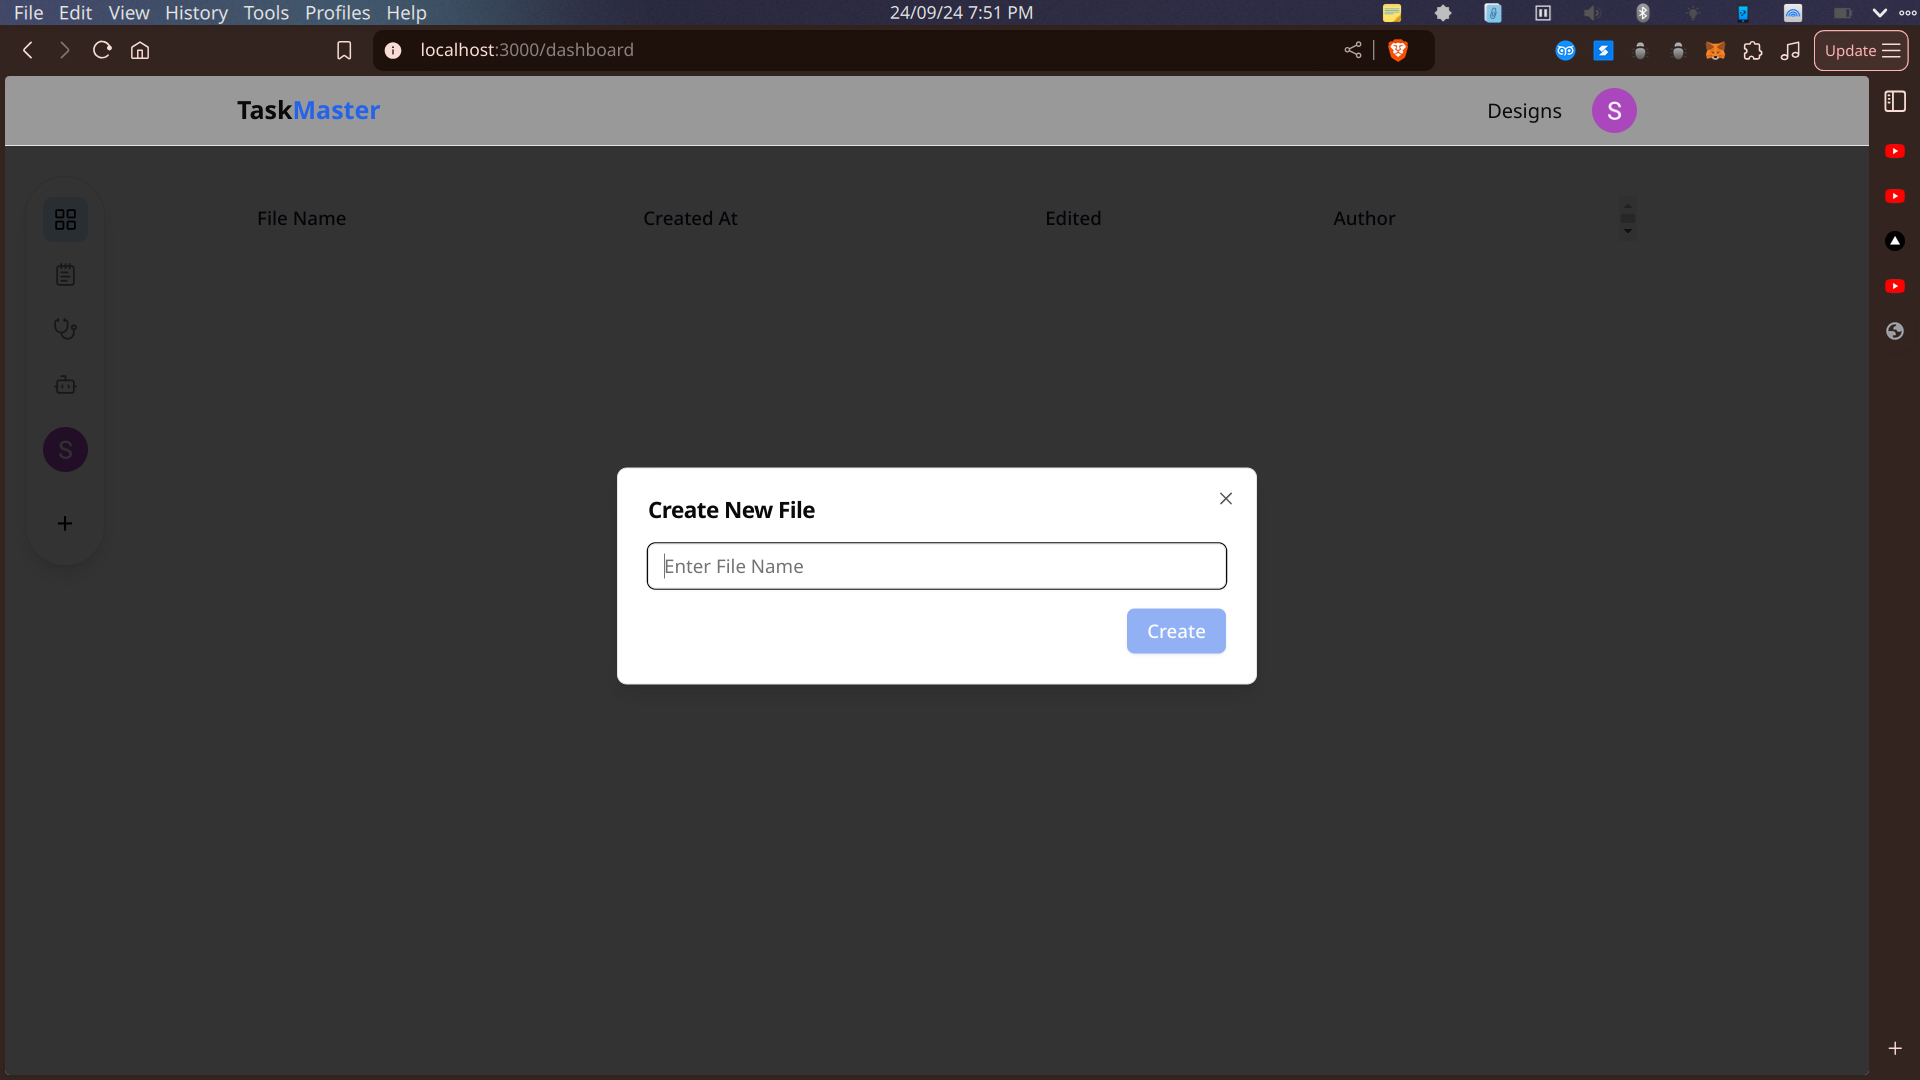 File Edit View History Tools Profiles Help 24/09/24 7:51 PM
localhost:3000/dashboard
Update
TaskMaster Designs S
File Name Created At Edited Author
S
Create New File
Enter File Name
Create